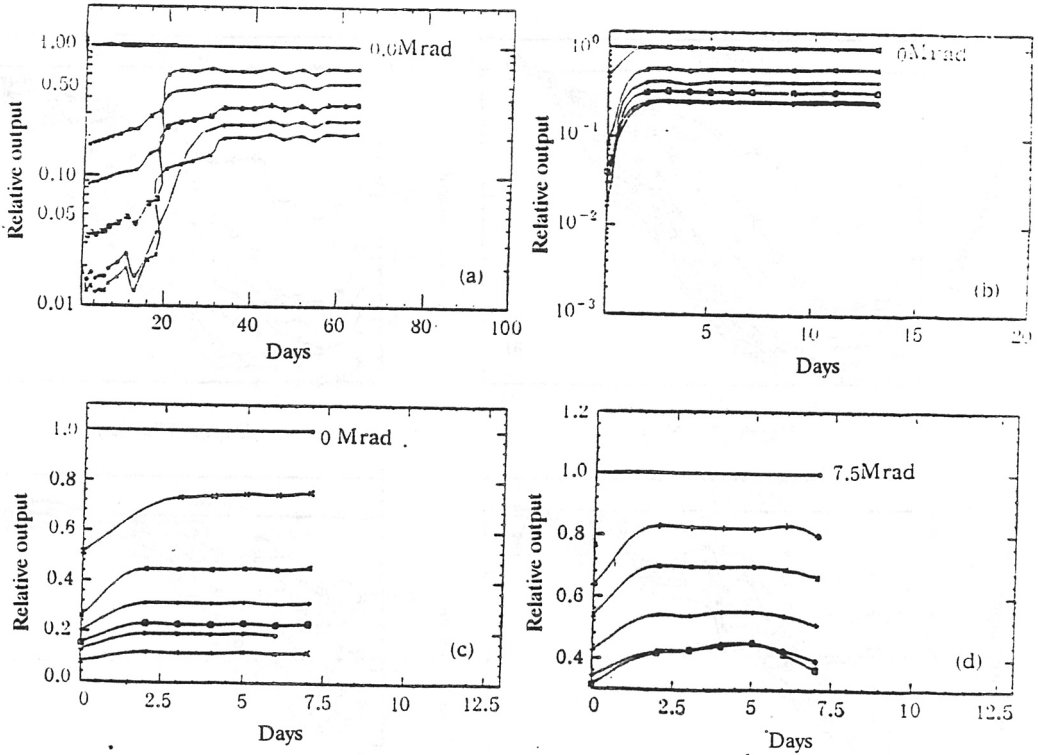 1.00
0.50
0.10
0.05
0.01
Relative output
0.0Mrad
(a)
20
40
60
80
100
Days
10⁰
10⁻¹
10⁻²
10⁻³
Relative output
0Mrad
(b)
5
10
15
20
Days
1.0
0.8
0.6
0.4
0.2
0.0
Relative output
0 Mrad
(c)
0
2.5
5
7.5
10
12.5
Days
1.2
1.0
0.8
0.6
0.4
Relative output
7.5Mrad
(d)
0
2.5
5
7.5
10
12.5
Days